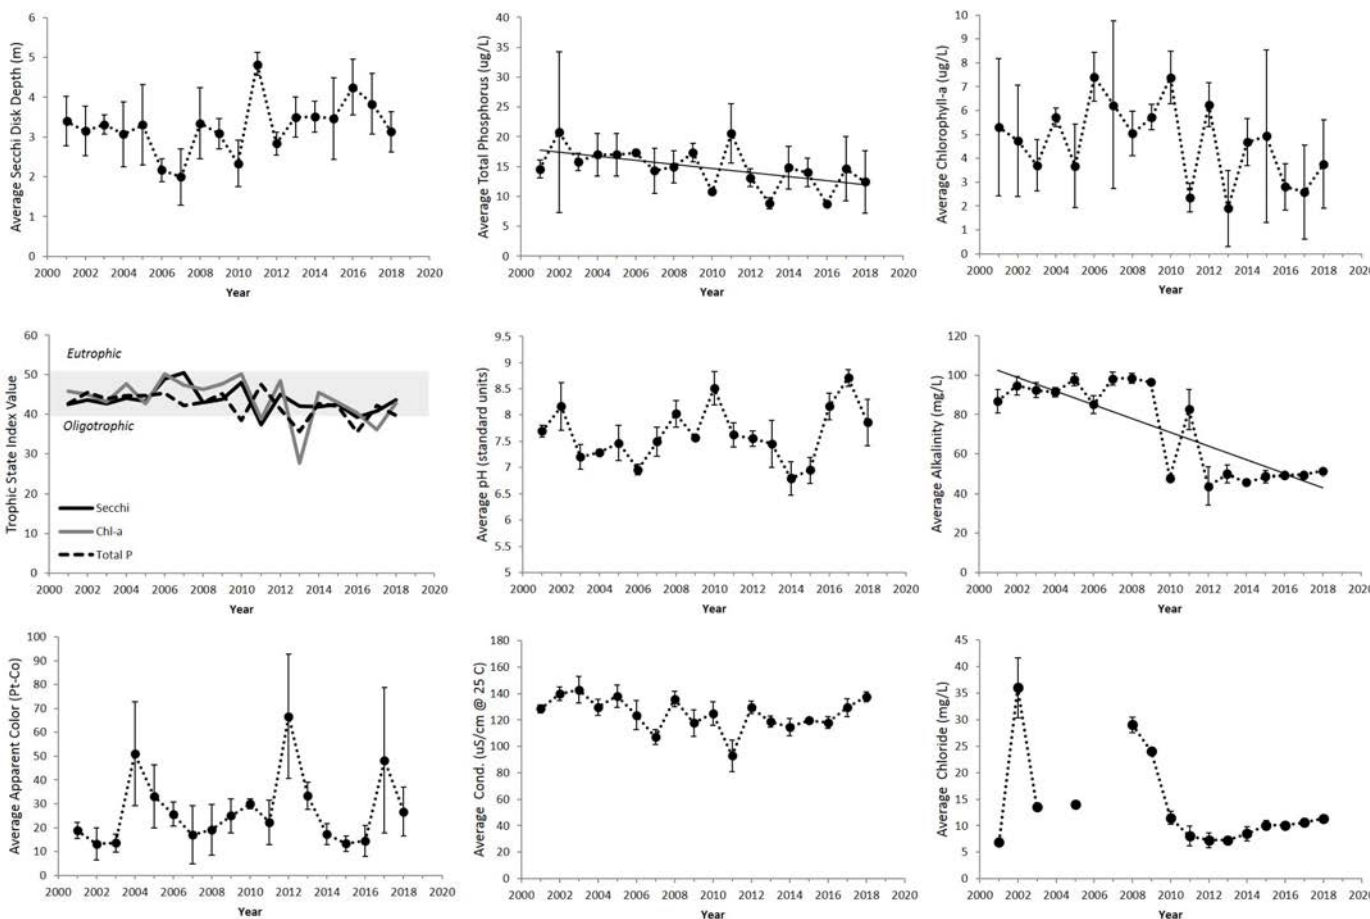 Average Secchi Disk Depth (m)
6
5
4
3
2
1
0
2000 2002 2004 2006 2008 2010 2012 2014 2016 2018 2020
Year
Average Total Phosphorus (ug/L)
40
35
30
25
20
15
10
5
0
2000 2002 2004 2006 2008 2010 2012 2014 2016 2018 2020
Year
Average Chlorophyll-a (ug/L)
10
9
8
7
6
5
4
3
2
1
0
2000 2002 2004 2006 2008 2010 2012 2014 2016 2018 2020
Year
Trophic State Index Value
60
50
40
30
20
10
0
Eutrophic
Oligotrophic
Secchi
Chl-a
Total P
2000 2002 2004 2006 2008 2010 2012 2014 2016 2018 2020
Year
Average pH (standard units)
9.5
9
8.5
8
7.5
7
6.5
6
5.5
5
2000 2002 2004 2006 2008 2010 2012 2014 2016 2018 2020
Year
Average Alkalinity (mg/L)
120
100
80
60
40
20
0
2000 2002 2004 2006 2008 2010 2012 2014 2016 2018 2020
Year
Average Apparent Color (Pt-Co)
100
90
80
70
60
50
40
30
20
10
0
2000 2002 2004 2006 2008 2010 2012 2014 2016 2018 2020
Year
Average Cond. (uS/cm @ 25 C)
180
160
140
120
100
80
60
40
20
0
2000 2002 2004 2006 2008 2010 2012 2014 2016 2018 2020
Year
Average Chloride (mg/L)
45
40
35
30
25
20
15
10
5
0
2000 2002 2004 2006 2008 2010 2012 2014 2016 2018 2020
Year